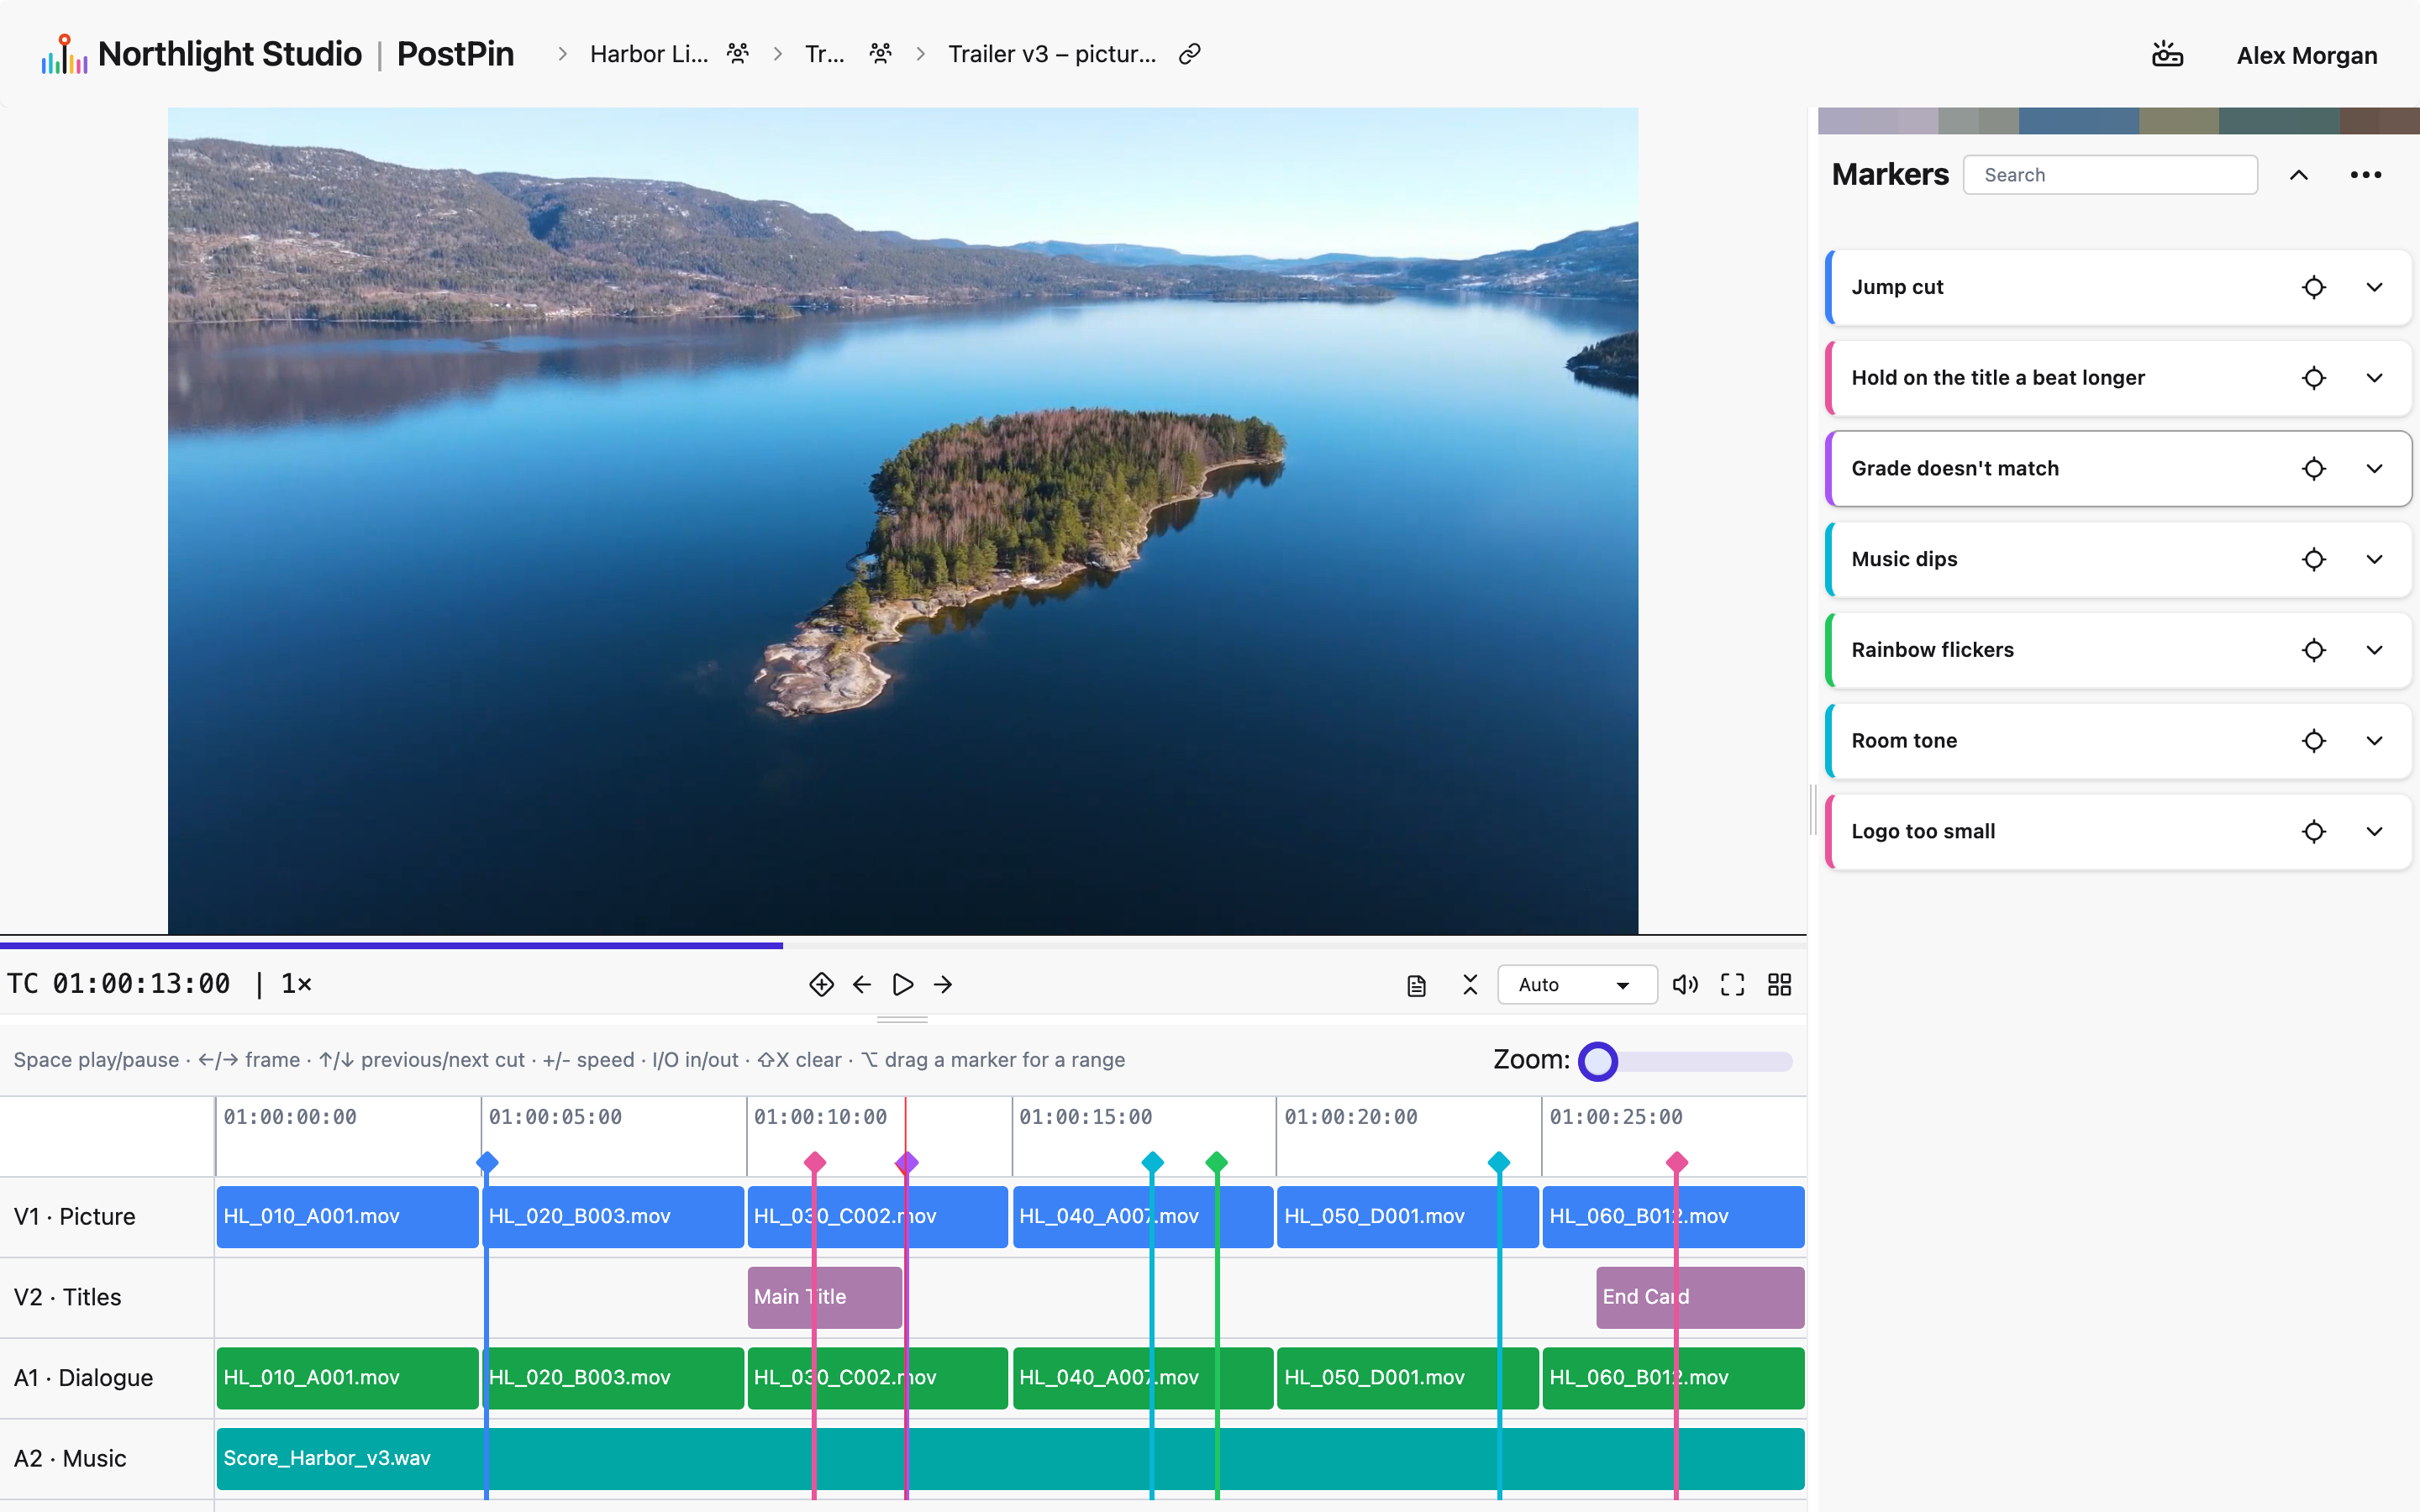 Northlight Studio | PostPin > Harbor Li... > Tr... > Trailer v3 – pictur... Alex Morgan
Markers Search
Jump cut
Hold on the title a beat longer
Grade doesn't match
Music dips
Rainbow flickers
Room tone
Logo too small
TC 01:00:13:00 | 1× Auto
Space play/pause · ←/→ frame · ↑/↓ previous/next cut · +/- speed · I/O in/out · ⇧X clear · ⌥ drag a marker for a range Zoom:
01:00:00:00 01:00:05:00 01:00:10:00 01:00:15:00 01:00:20:00 01:00:25:00
V1 · Picture HL_010_A001.mov HL_020_B003.mov HL_030_C002.mov HL_040_A007.mov HL_050_D001.mov HL_060_B012.mov
V2 · Titles Main Title End Card
A1 · Dialogue HL_010_A001.mov HL_020_B003.mov HL_030_C002.mov HL_040_A007.mov HL_050_D001.mov HL_060_B012.mov
A2 · Music Score_Harbor_v3.wav